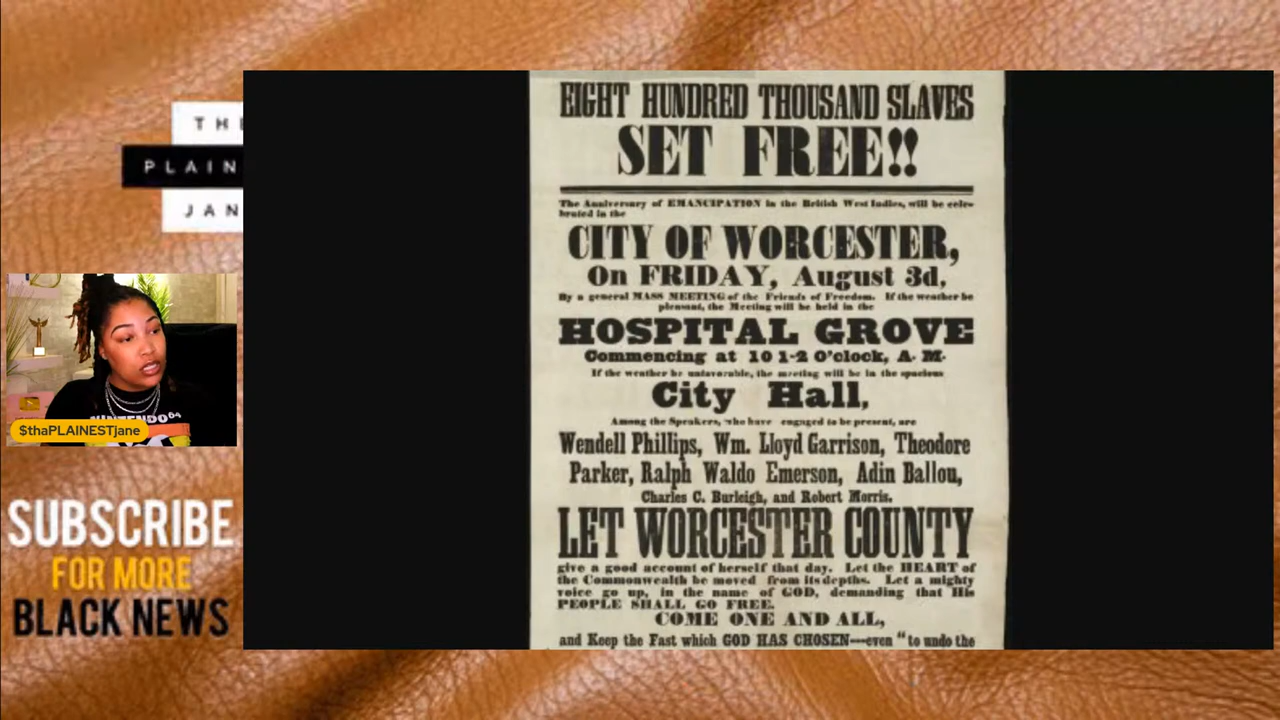 THE
PLAIN
JAN
NINTENDO 64
$thaPLAINESTjane
SUBSCRIBE
FOR MORE
BLACK NEWS
EIGHT HUNDRED THOUSAND SLAVES
SET FREE!!
The Anniversary of EMANCIPATION in the British West Indies, will be cele-
brated in the
CITY OF WORCESTER,
On FRIDAY, August 3d,
By a general MASS MEETING of the Friends of Freedom. If the weather be
pleasant, the Meeting will be held in the
HOSPITAL GROVE
Commencing at 10 1-2 O'clock, A. M.
If the weather be unfavorable, the meeting will be in the spacious
City Hall,
Among the Speakers, who have engaged to be present, are
Wendell Phillips, Wm. Lloyd Garrison, Theodore
Parker, Ralph Waldo Emerson, Adin Ballou,
Charles C. Burleigh, and Robert Morris.
LET WORCESTER COUNTY
give a good account of herself that day. Let the HEART of
the Commonwealth be moved from its depths. Let a mighty
voice go up, in the name of GOD, demanding that His
PEOPLE SHALL GO FREE.
COME ONE AND ALL,
and Keep the Fast which GOD HAS CHOSEN—even "to undo the